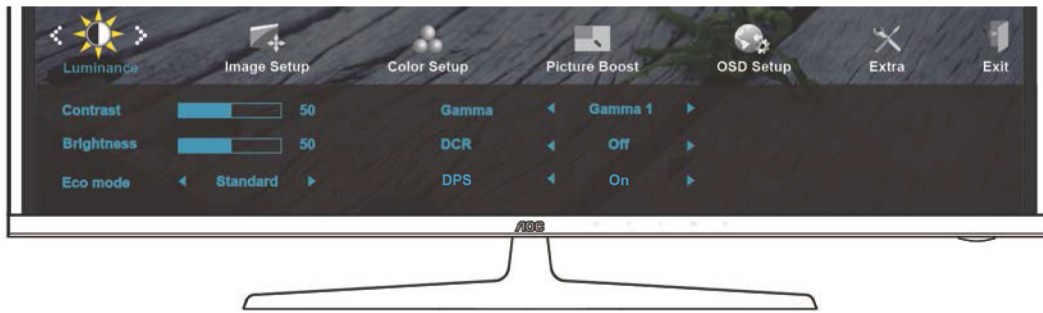 Luminance Image Setup Color Setup Picture Boost OSD Setup Extra Exit
Contrast 50 Gamma Gamma 1
Brightness 50 DCR Off
Eco mode Standard DPS On
AOC